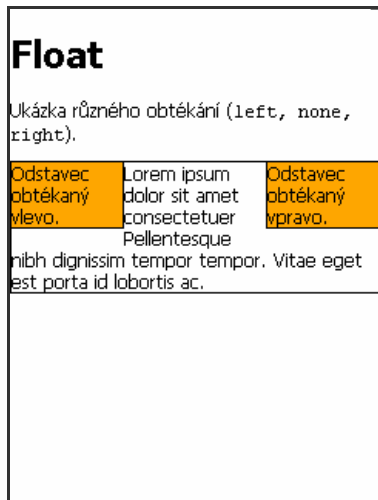 Float
Ukázka různého obtékání (left, none,
right).
Odstavec
obtékaný
vlevo.
Lorem ipsum
dolor sit amet
consectetuer
Pellentesque
Odstavec
obtékaný
vpravo.
nibh dignissim tempor tempor. Vitae eget
est porta id lobortis ac.